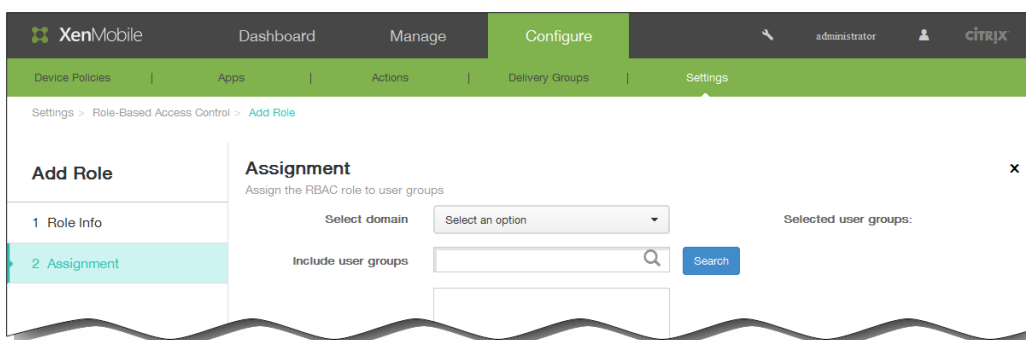 XenMobile Dashboard Manage Configure administrator CITRIX
Device Policies | Apps | Actions | Delivery Groups | Settings
Settings > Role-Based Access Control > Add Role
Add Role
1 Role Info
2 Assignment
Assignment
Assign the RBAC role to user groups
Select domain Select an option Selected user groups:
Include user groups Search